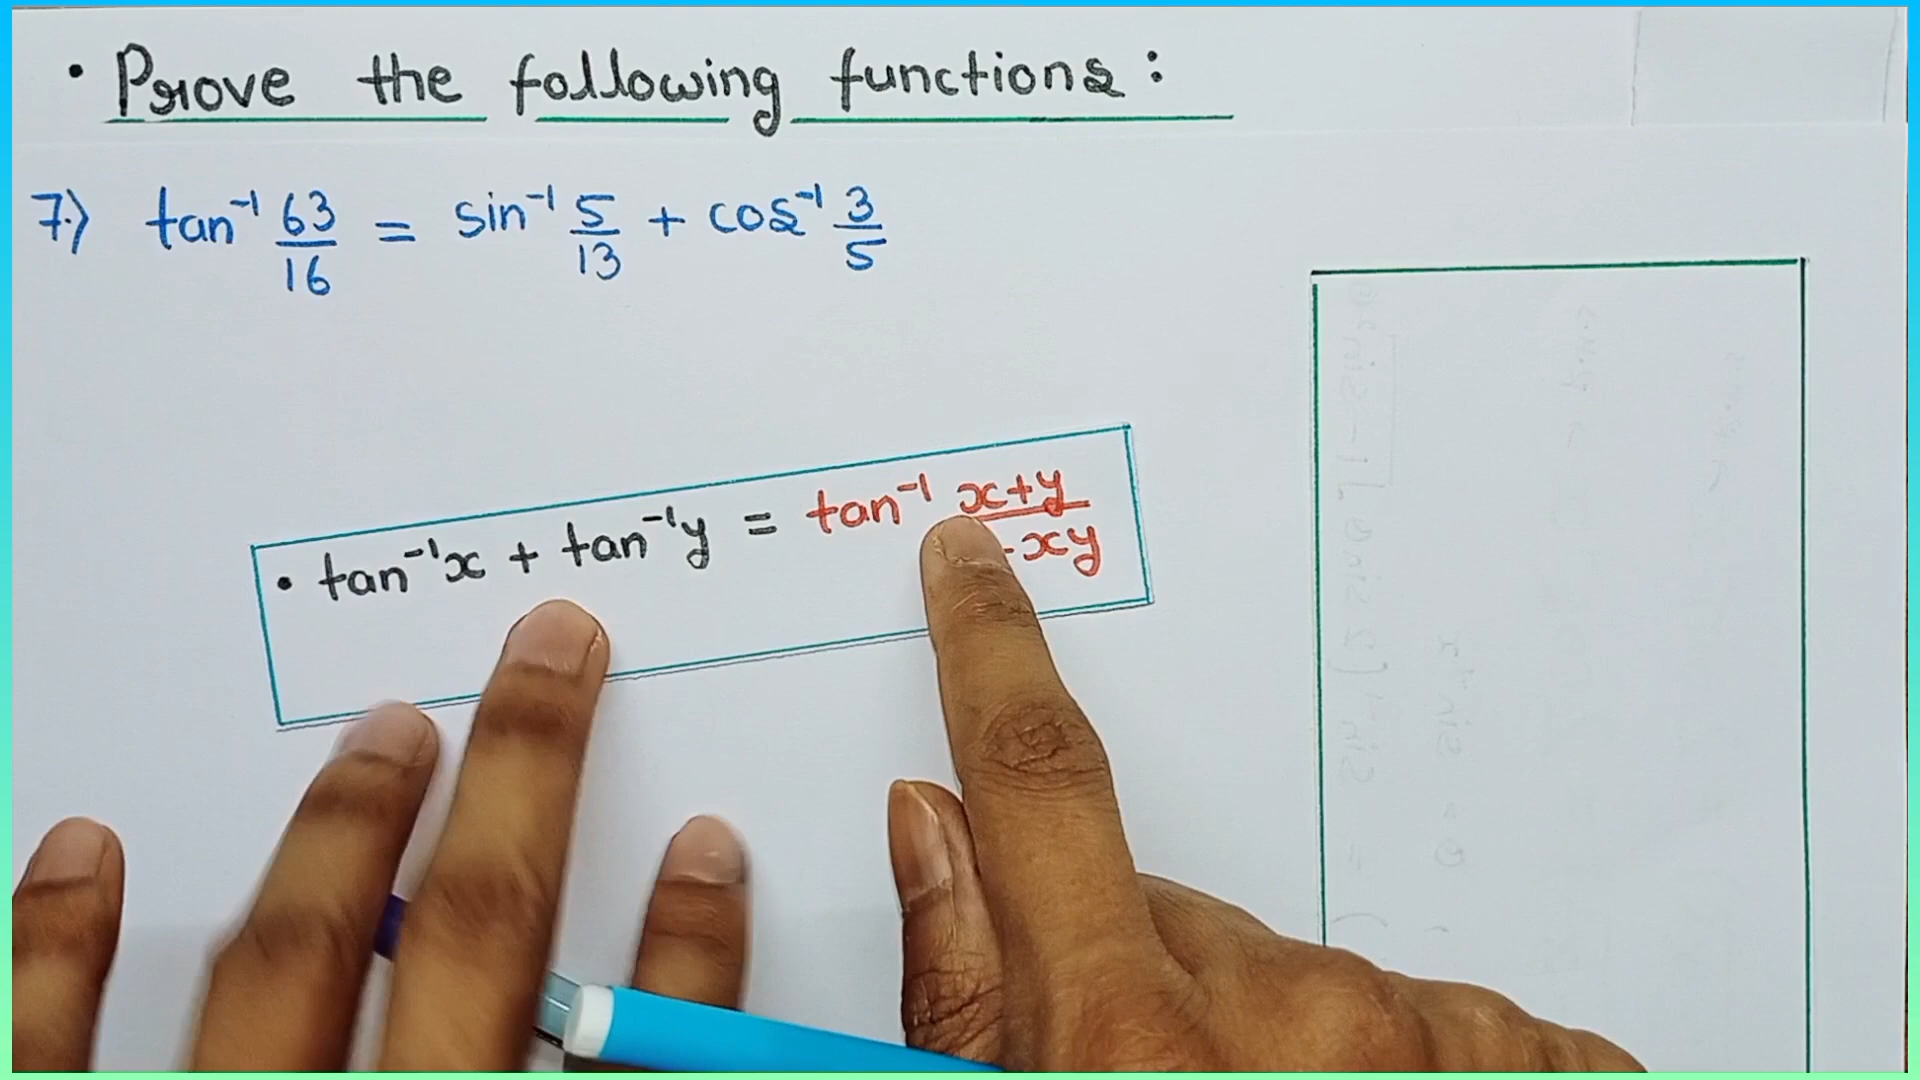 • Prove the following functions:
7.) tan⁻¹ 63/16 = sin⁻¹ 5/13 + cos⁻¹ 3/5
• tan⁻¹x + tan⁻¹y = tan⁻¹ x+y/-xy